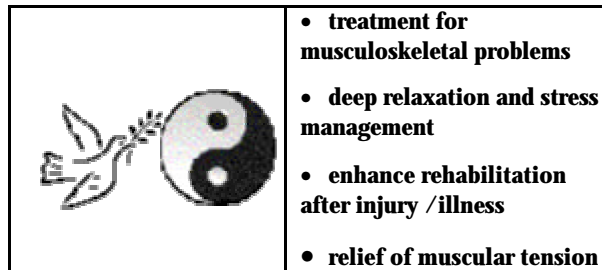 • treatment for
musculoskeletal problems
• deep relaxation and stress
management
• enhance rehabilitation
after injury /illness
• relief of muscular tension